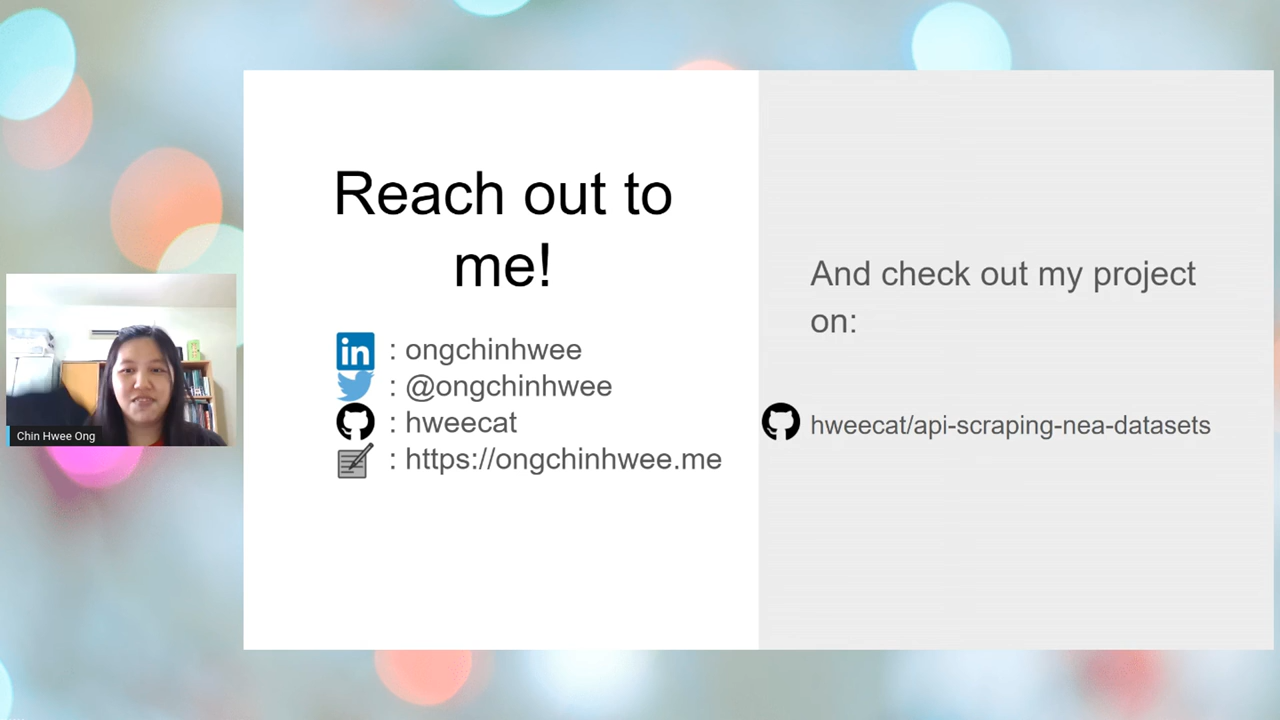 Reach out to
me!
in : ongchinhwee
: @ongchinhwee
: hweecat
: https://ongchinhwee.me
And check out my project
on:
hweecat/api-scraping-nea-datasets
Chin Hwee Ong